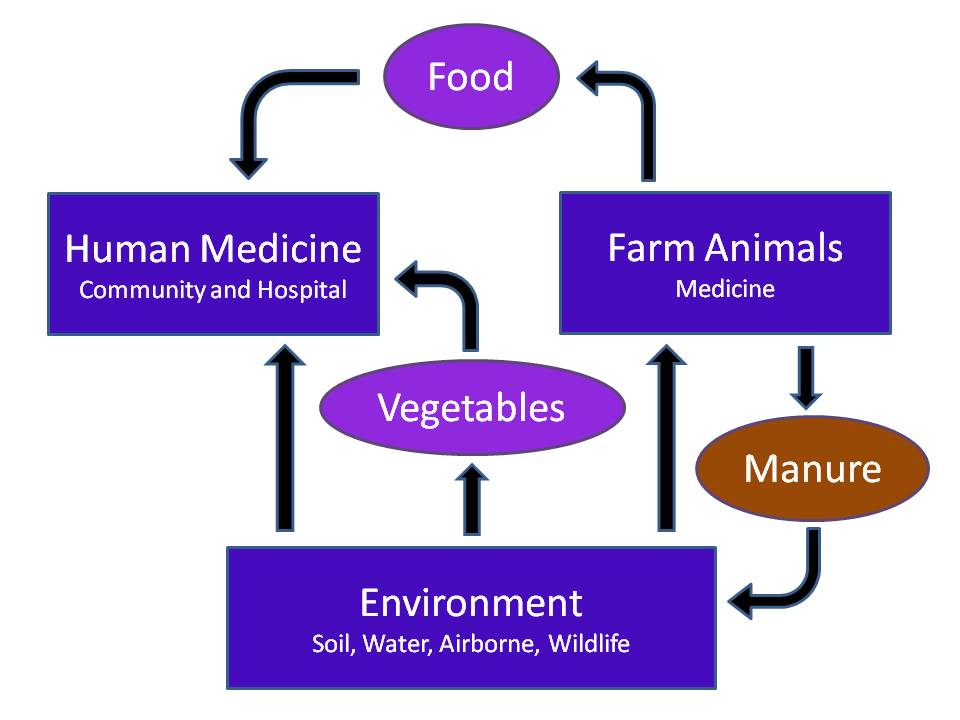 Food
Human Medicine
Community and Hospital
Farm Animals
Medicine
Vegetables
Manure
Environment
Soil, Water, Airborne, Wildlife